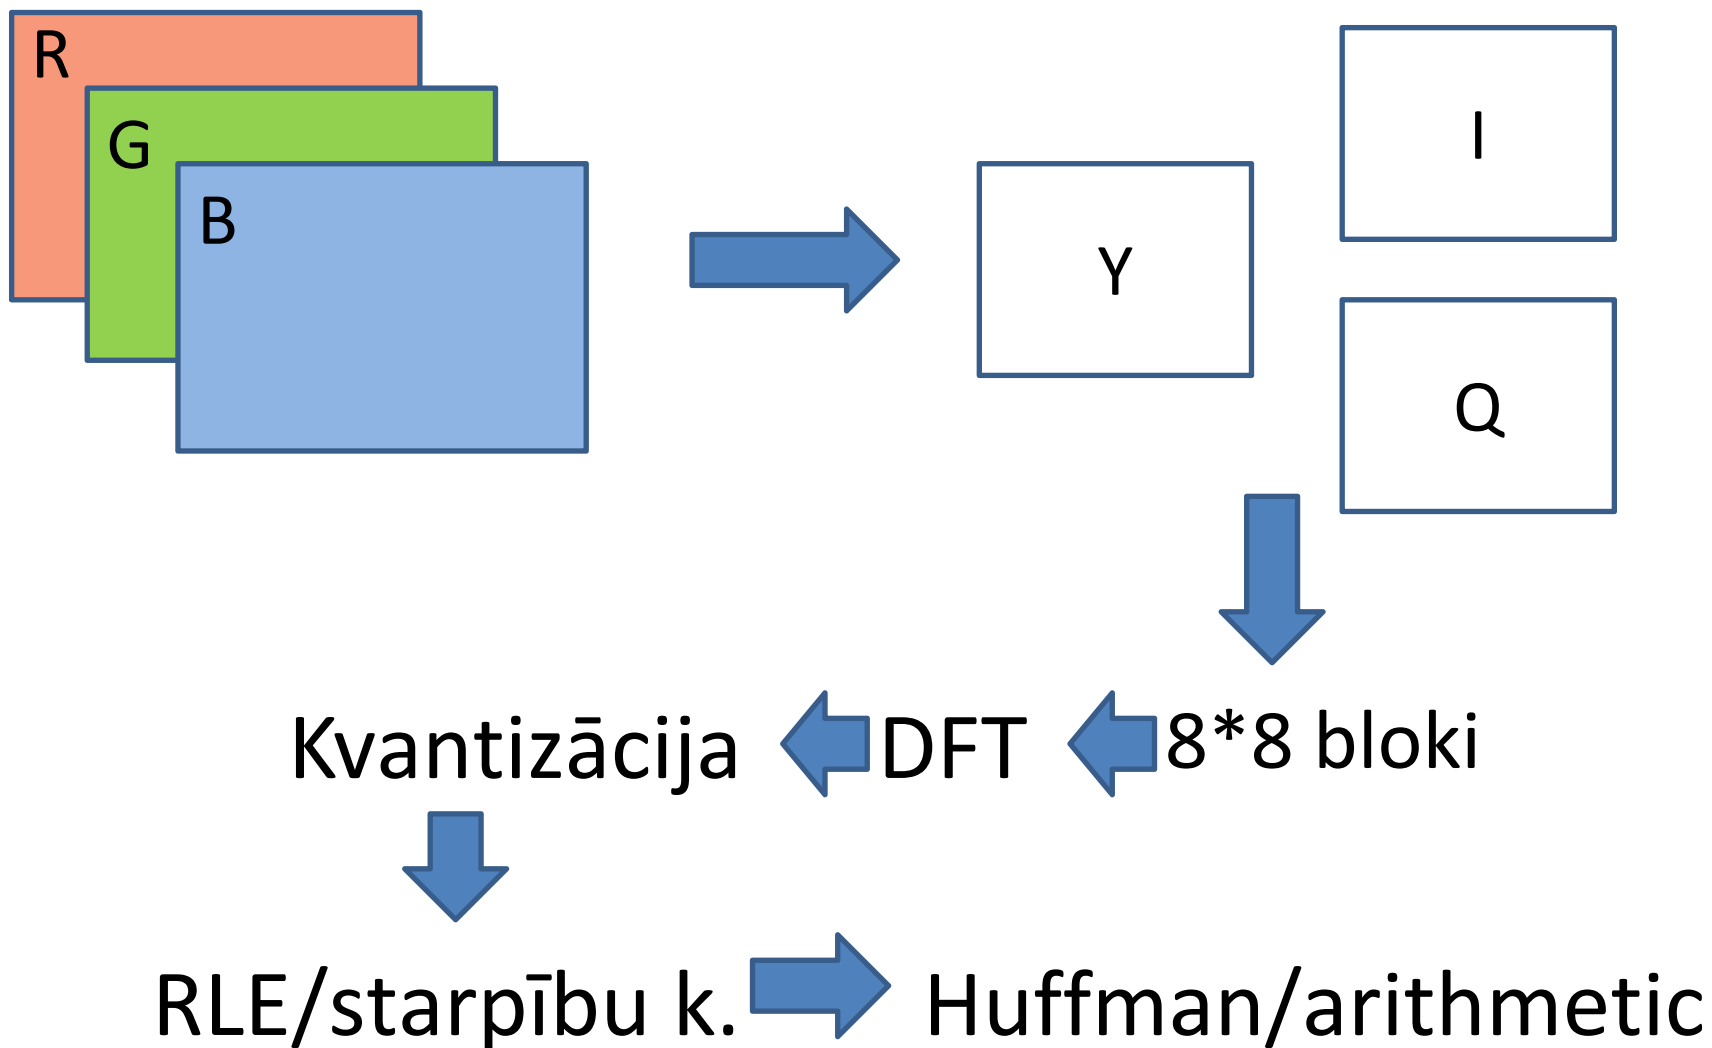 R
G
B
Y
I
Q
8*8 bloki
DFT
Kvantizācija
RLE/starpību k.
Huffman/arithmetic